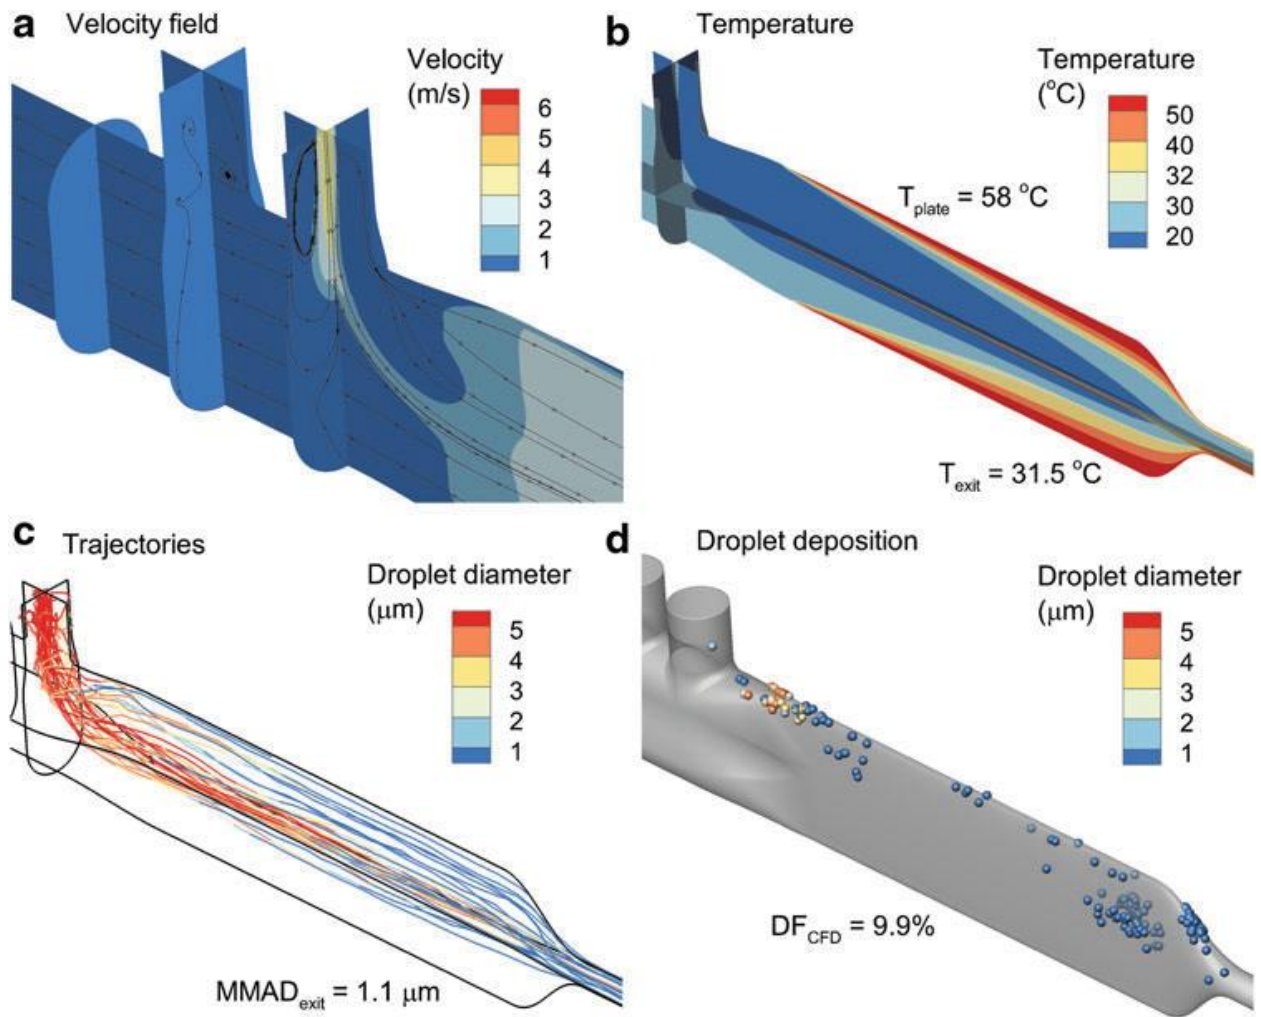 a Velocity field
Velocity
(m/s)
6
5
4
3
2
1
b Temperature
Temperature
(°C)
50
40
32
30
20
T_plate = 58 °C
T_exit = 31.5 °C
c Trajectories
Droplet diameter
(μm)
5
4
3
2
1
MMAD_exit = 1.1 μm
d Droplet deposition
Droplet diameter
(μm)
5
4
3
2
1
DF_CFD = 9.9%